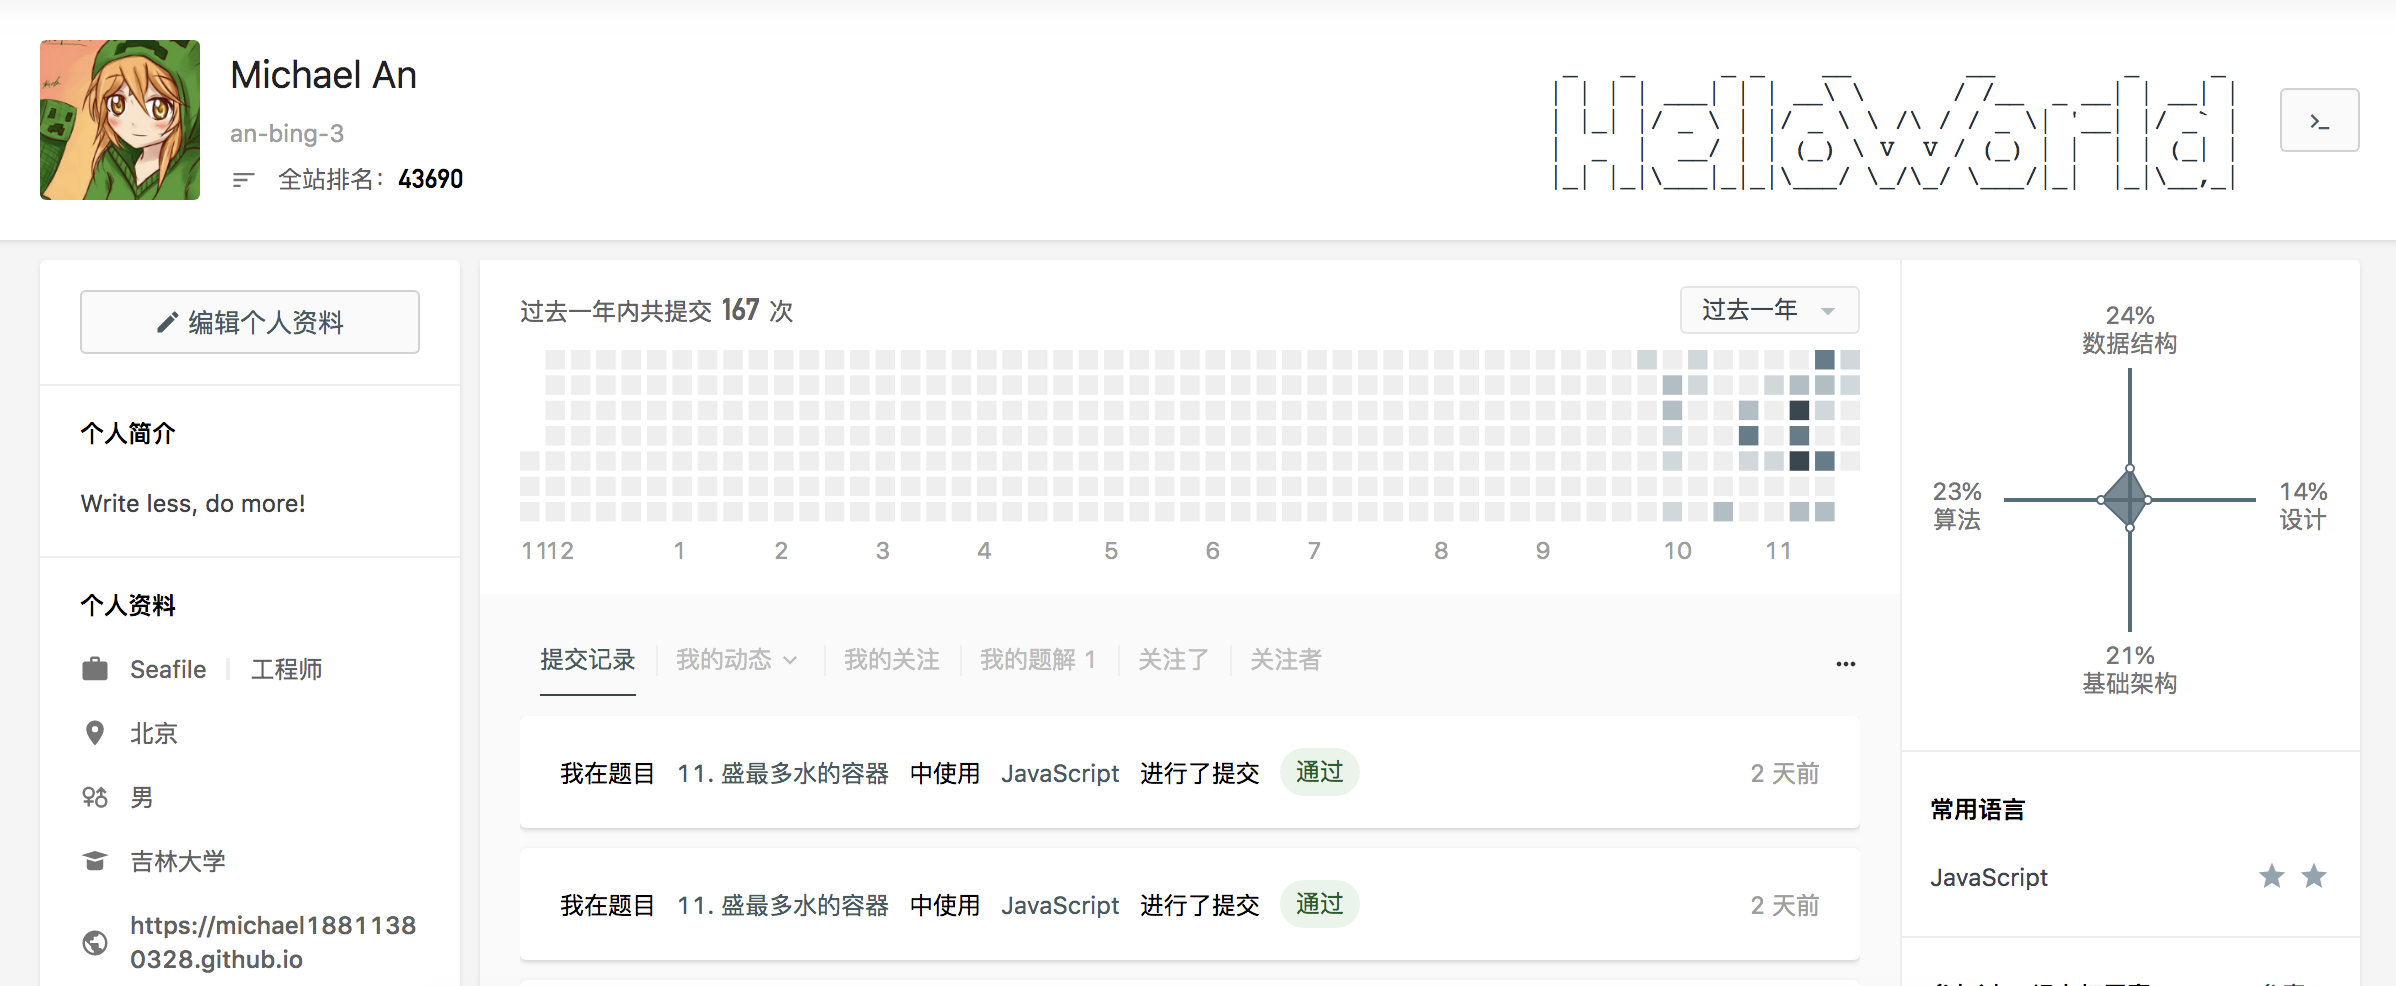 Michael An
an-bing-3
全站排名：43690
HelloWorld
>_
编辑个人资料
个人简介
Write less, do more!
个人资料
Seafile | 工程师
北京
男
吉林大学
https://michael1881138
0328.github.io
过去一年内共提交 167 次
过去一年
1112 1 2 3 4 5 6 7 8 9 10 11
提交记录 我的动态 我的关注 我的题解 1 关注了 关注者
我在题目 11. 盛最多水的容器 中使用 JavaScript 进行了提交 通过 2 天前
我在题目 11. 盛最多水的容器 中使用 JavaScript 进行了提交 通过 2 天前
24%
数据结构
23%
算法
14%
设计
21%
基础架构
常用语言
JavaScript